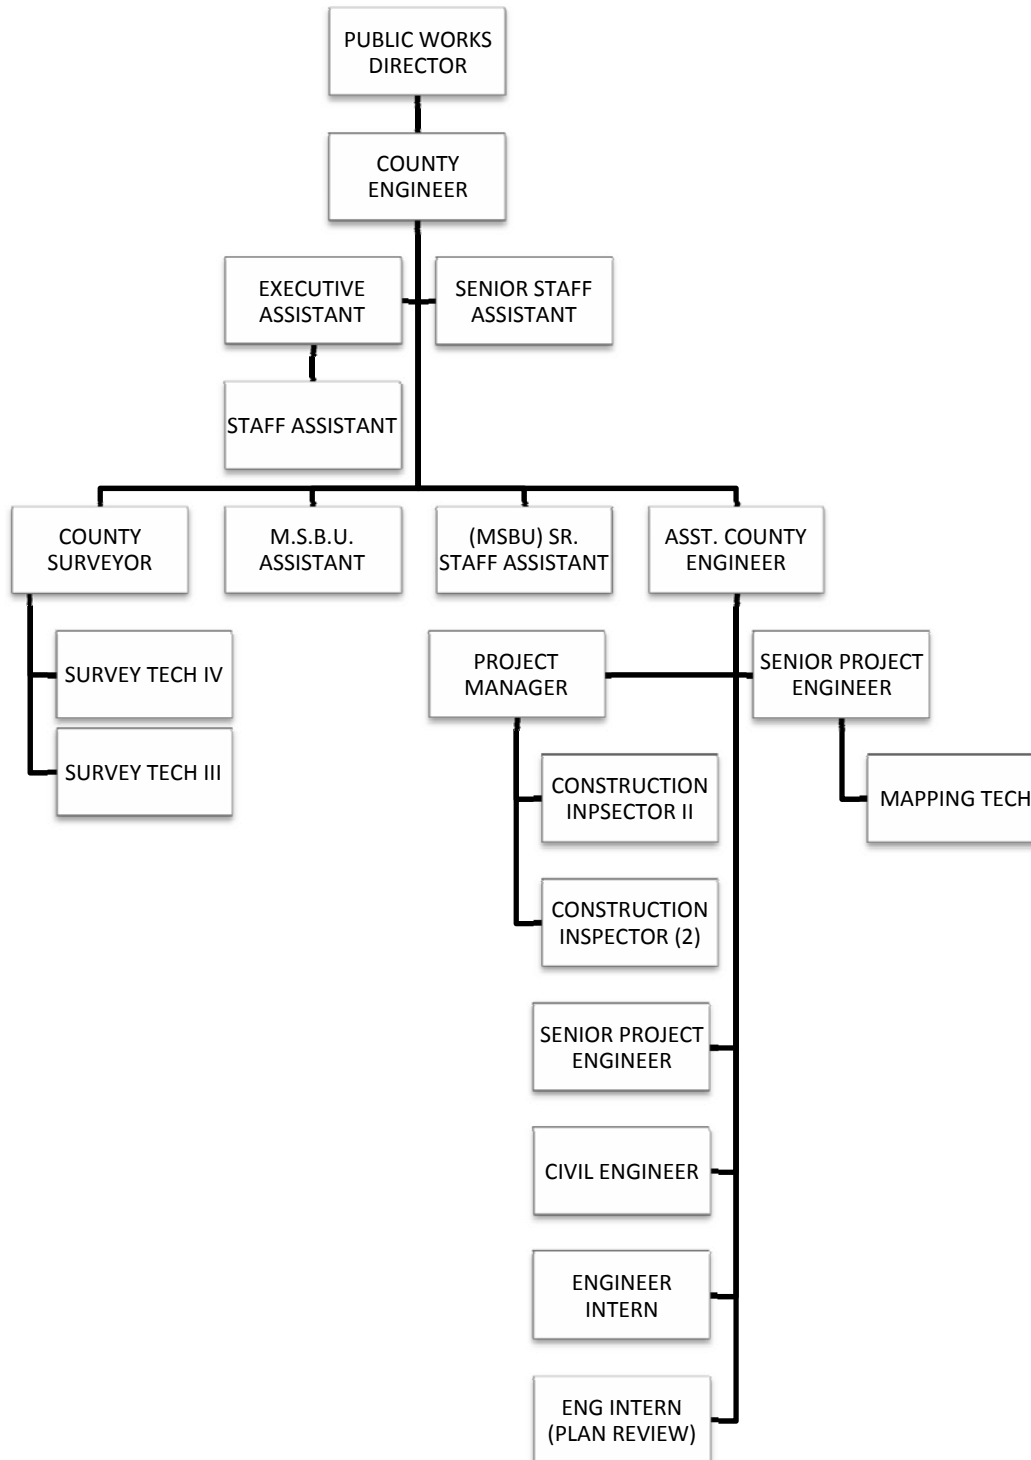 PUBLIC WORKS
DIRECTOR
COUNTY
ENGINEER
EXECUTIVE
ASSISTANT
SENIOR STAFF
ASSISTANT
STAFF ASSISTANT
COUNTY
SURVEYOR
M.S.B.U.
ASSISTANT
(MSBU) SR.
STAFF ASSISTANT
ASST. COUNTY
ENGINEER
SURVEY TECH IV
SURVEY TECH III
PROJECT
MANAGER
SENIOR PROJECT
ENGINEER
CONSTRUCTION
INPSECTOR II
MAPPING TECH
CONSTRUCTION
INSPECTOR (2)
SENIOR PROJECT
ENGINEER
CIVIL ENGINEER
ENGINEER
INTERN
ENG INTERN
(PLAN REVIEW)